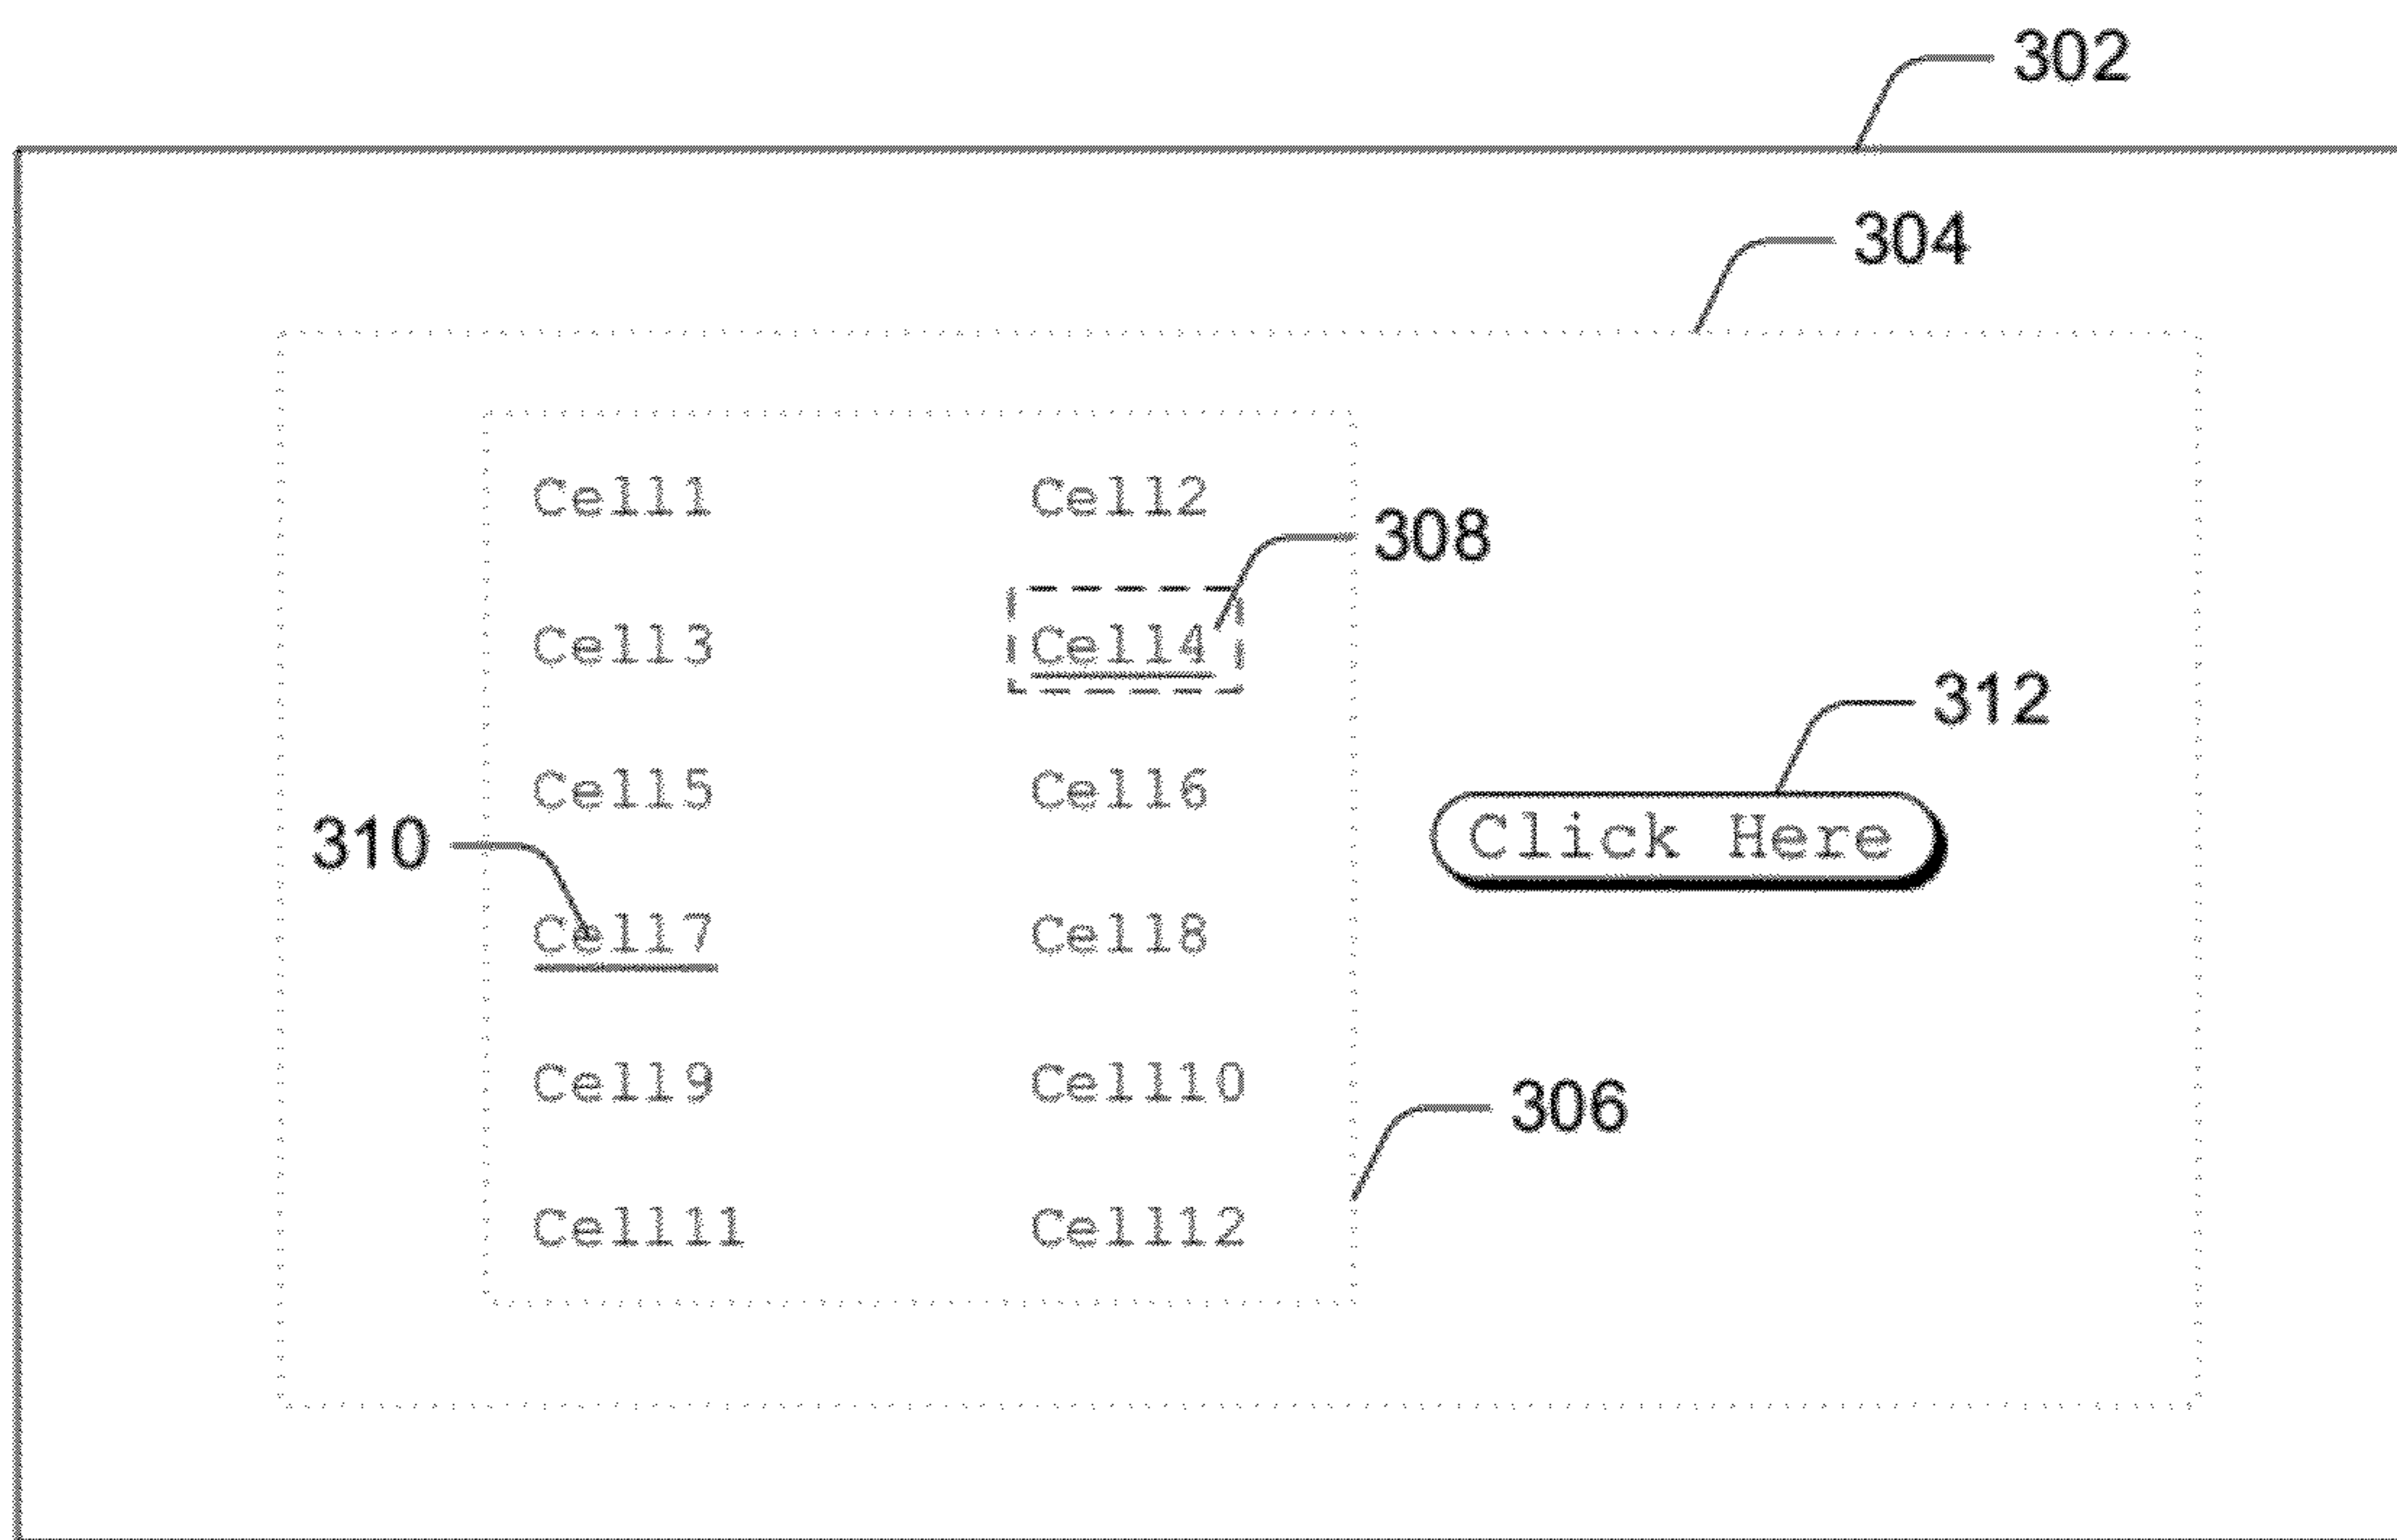 302
304
Cell1 Cell2
308
Cell3 Cell4
312
Cell5 Cell6
Click Here
310
Cell7 Cell8
Cell9 Cell10
306
Cell11 Cell12